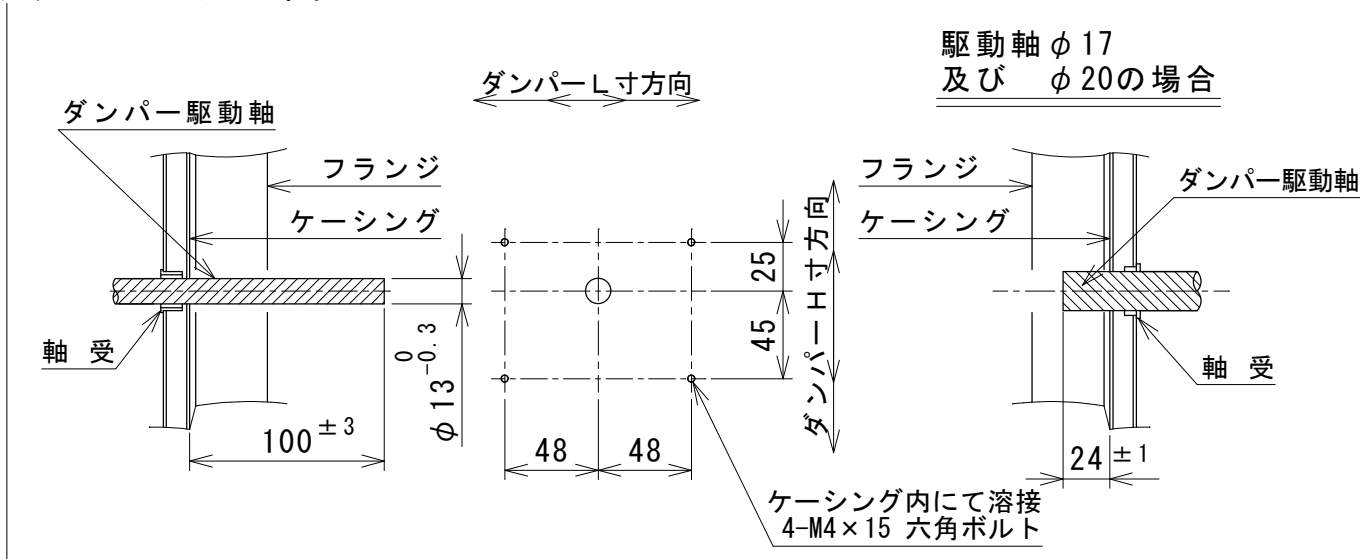 駆動軸φ17
及び　φ20の場合
ダンパーL寸方向
ダンパー駆動軸
フランジ
ケーシング
軸 受
100±3
φ13 0 -0.3
48
48
25
45
ダンパーH寸方向
ケーシング内にて溶接
4-M4×15 六角ボルト
フランジ
ケーシング
ダンパー駆動軸
軸 受
24±1